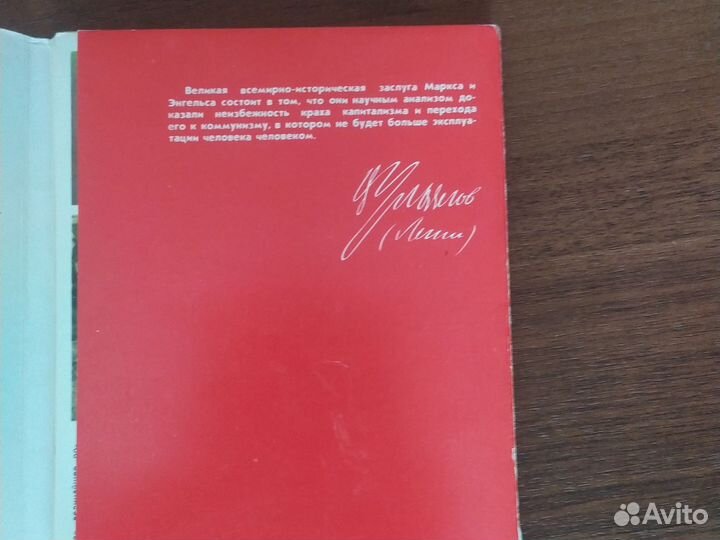 Великая всемирно-историческая заслуга Маркса и
Энгельса состоит в том, что они научным анализом до-
казали неизбежность краха капитализма и перехода
его к коммунизму, в котором не будет больше эксплуа-
тации человека человеком.
В Ульянов
(Ленин)
Avito